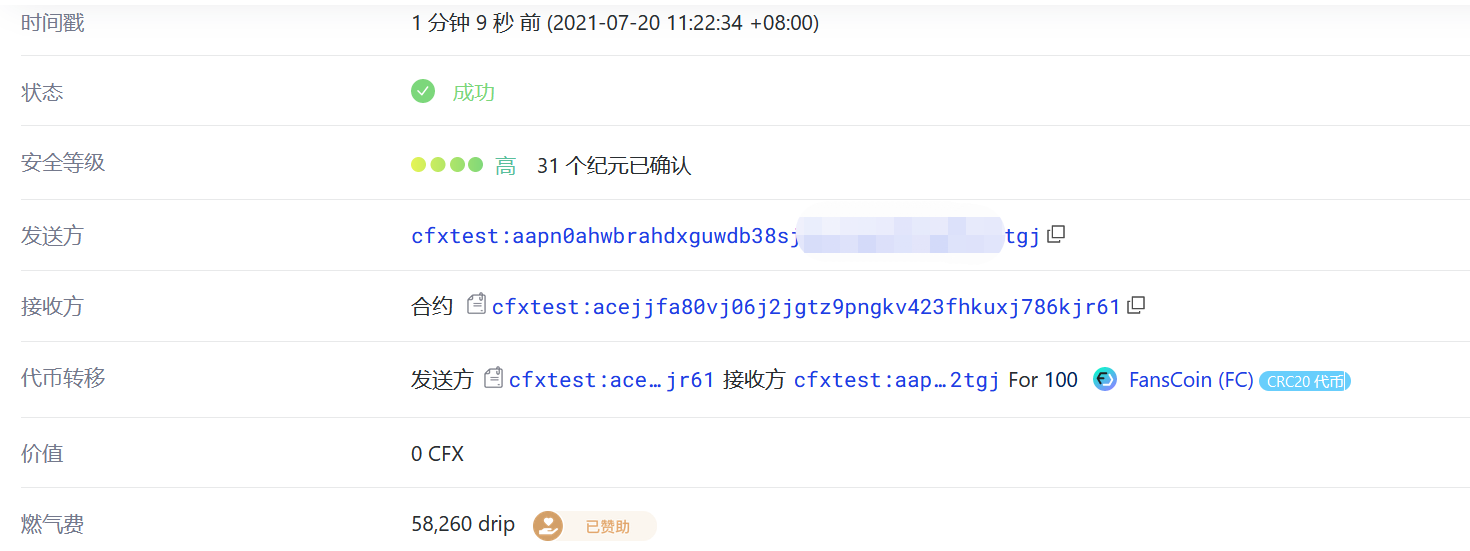 时间戳 1 分钟 9 秒 前 (2021-07-20 11:22:34 +08:00)
状态 成功
安全等级 高 31 个纪元已确认
发送方 cfxtest:aapn0ahwbrahdxguwdb38sj tgj
接收方 合约 cfxtest:acejjfa80vj06j2jgtz9pngkv423fhkuxj786kjr61
代币转移 发送方 cfxtest:ace…jr61 接收方 cfxtest:aap…2tgj For 100 FansCoin (FC) CRC20 代币
价值 0 CFX
燃气费 58,260 drip 已赞助